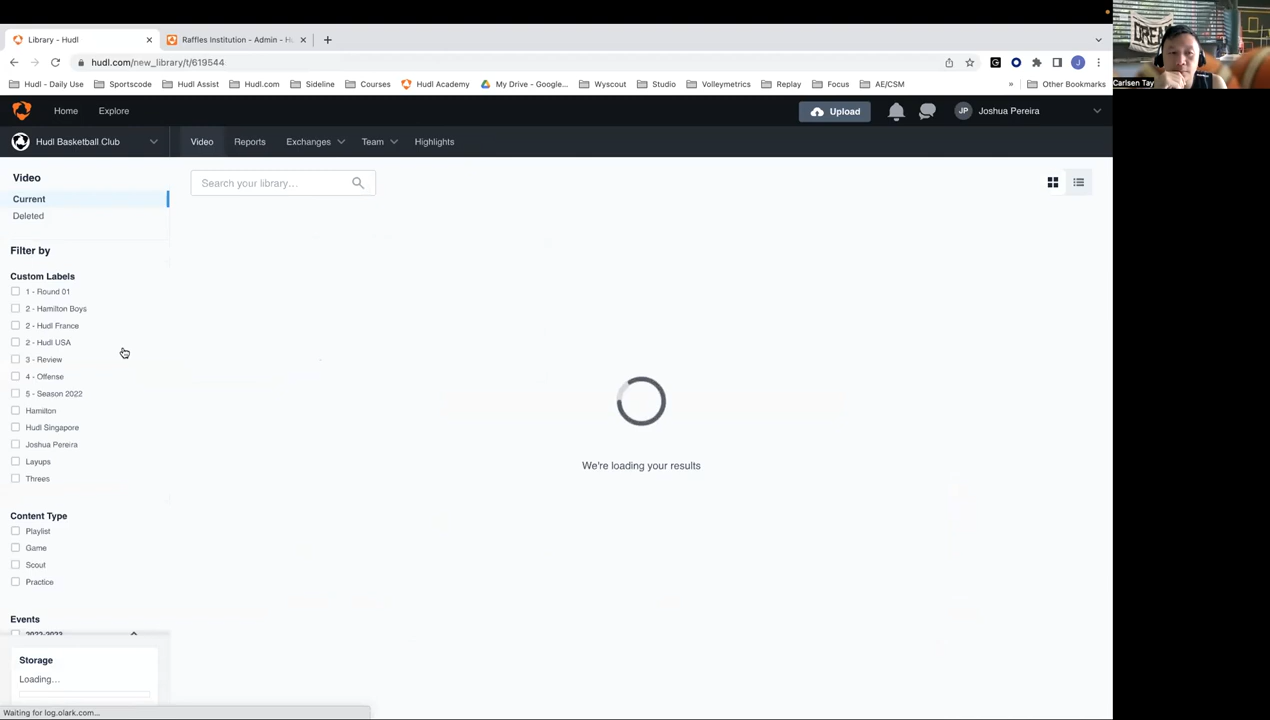 Library - Hudl
Raffles Institution - Admin - Hu
hudl.com/new_library/t/619544
Hudl - Daily Use
Sportscode
Hudl Assist
Hudl.com
Sideline
Courses
Hudl Academy
My Drive – Google...
Wyscout
Studio
Volleymetrics
Replay
Focus
AE/CSM
»
Other Bookmarks
Home
Explore
Upload
JP
Joshua Pereira
Hudl Basketball Club
Video
Reports
Exchanges
Team
Highlights
Video
Current
Deleted
Search your library...
Filter by
Custom Labels
1 - Round 01
2 - Hamilton Boys
2 - Hudl France
2 - Hudl USA
3 - Review
4 - Offense
5 - Season 2022
Hamilton
Hudl Singapore
Joshua Pereira
Layups
Threes
We're loading your results
Content Type
Playlist
Game
Scout
Practice
Events
2022-2023
Storage
Loading...
Waiting for log.olark.com...
DREAM
Carlsen Tay